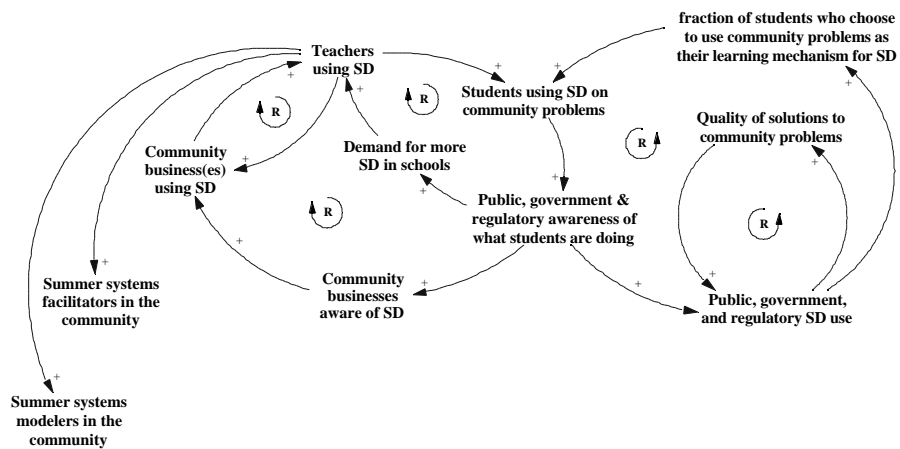 fraction of students who choose
to use community problems as
their learning mechanism for SD
Teachers
using SD
+
+
+
+
+
Students using SD on
community problems
Quality of solutions to
community problems
R
R
R
Demand for more
SD in schools
Community
business(es)
using SD
+
+
+
+
Public, government &
regulatory awareness of
what students are doing
R
R
+
+
+
+
+
Summer systems
facilitators in the
community
Community
businesses
aware of SD
Public, government,
and regulatory SD use
+
Summer systems
modelers in the
community